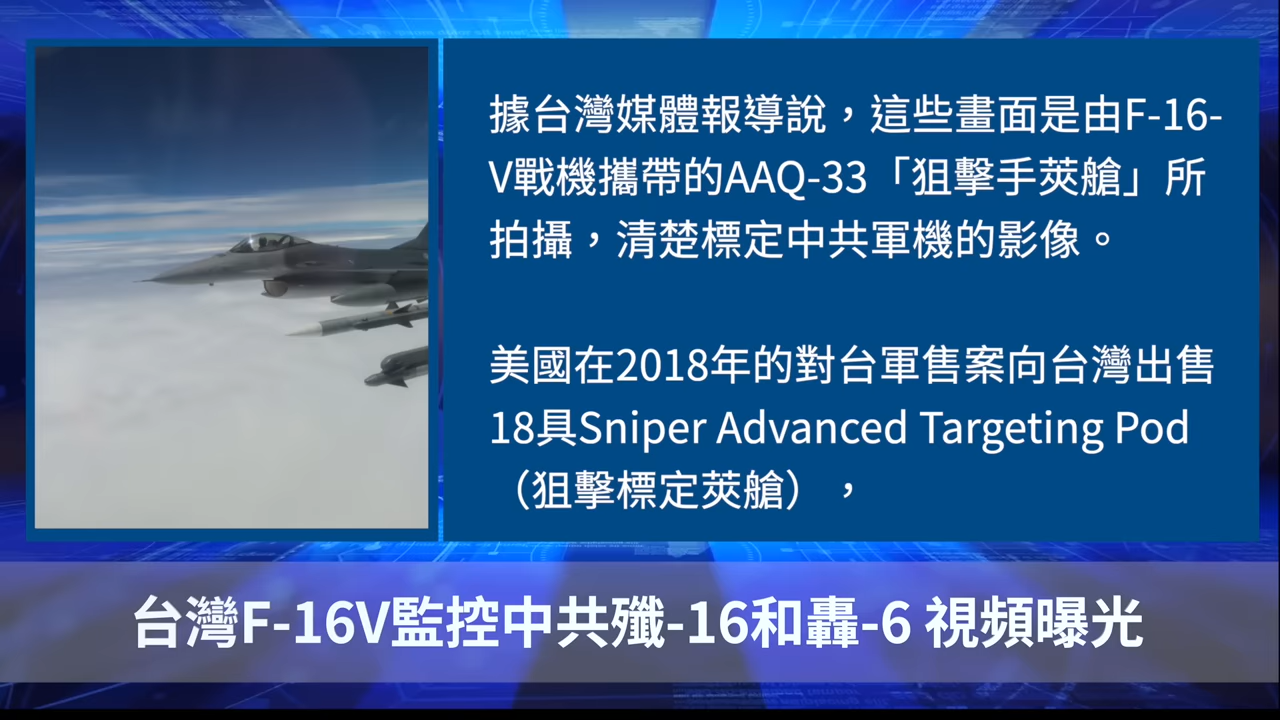 據台灣媒體報導說，這些畫面是由F-16-
V戰機攜帶的AAQ-33「狙擊手莢艙」所
拍攝，清楚標定中共軍機的影像。
美國在2018年的對台軍售案向台灣出售
18具Sniper Advanced Targeting Pod
（狙擊標定莢艙），
台灣F-16V監控中共殲-16和轟-6 視頻曝光